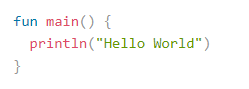 fun main() {
  println("Hello World")
}